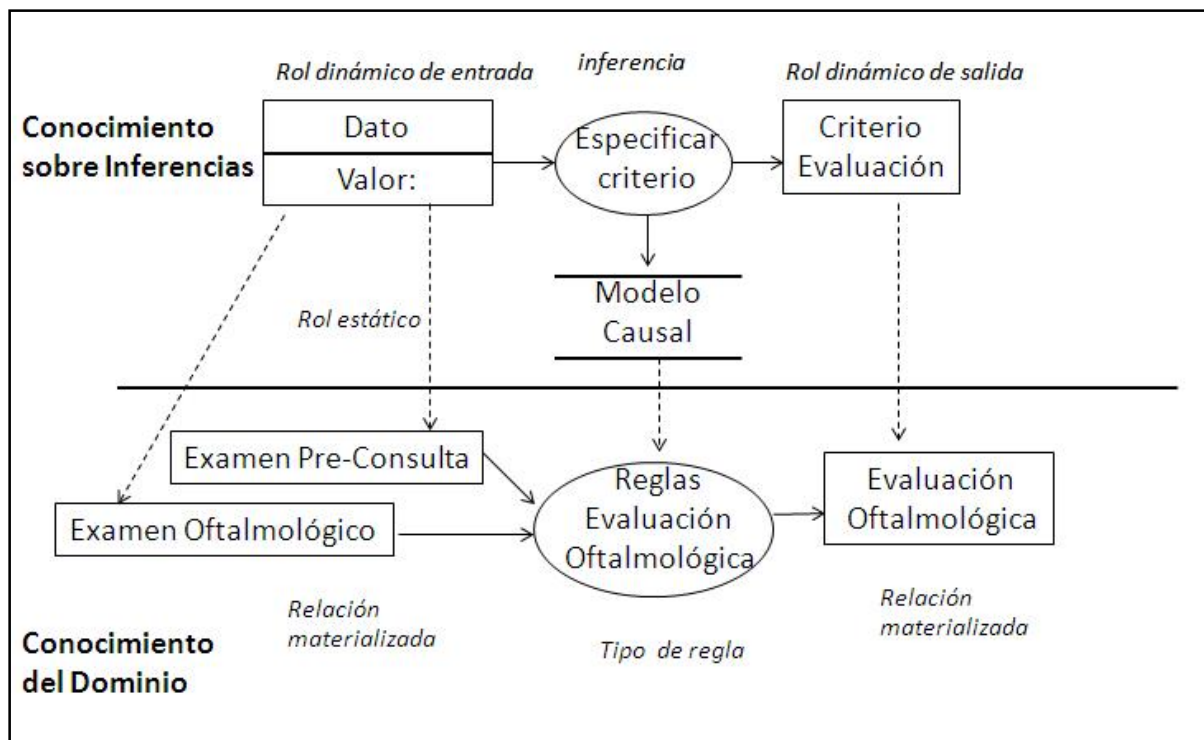 Rol dinámico de entrada
inferencia
Rol dinámico de salida
Conocimiento
sobre Inferencias
Dato
Valor:
Especificar
criterio
Criterio
Evaluación
Rol estático
Modelo
Causal
Examen Pre-Consulta
Examen Oftalmológico
Reglas
Evaluación
Oftalmológica
Evaluación
Oftalmológica
Relación
materializada
Tipo de regla
Relación
materializada
Conocimiento
del Dominio